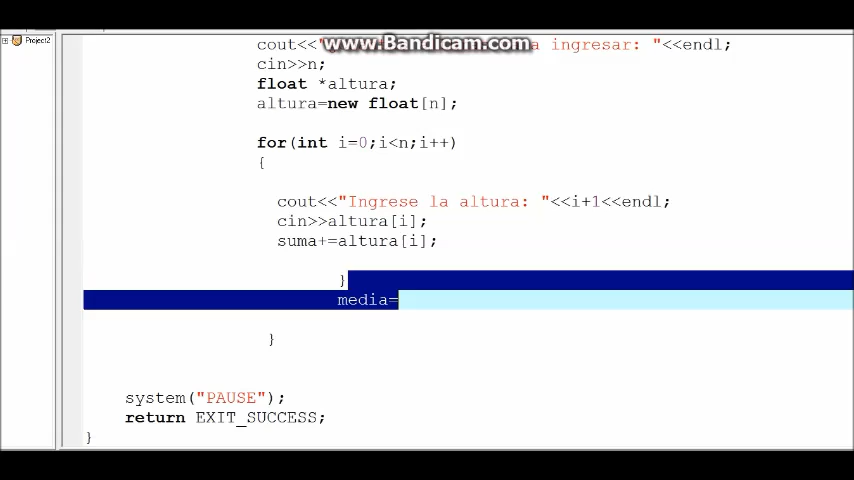 www.Bandicam.com
Project2
cout<<" a ingresar: "<<endl;
cin>>n;
float *altura;
altura=new float[n];
for(int i=0;i<n;i++)
{
cout<<"Ingrese la altura: "<<i+1<<endl;
cin>>altura[i];
suma+=altura[i];
}
media=
}
system("PAUSE");
return EXIT_SUCCESS;
}